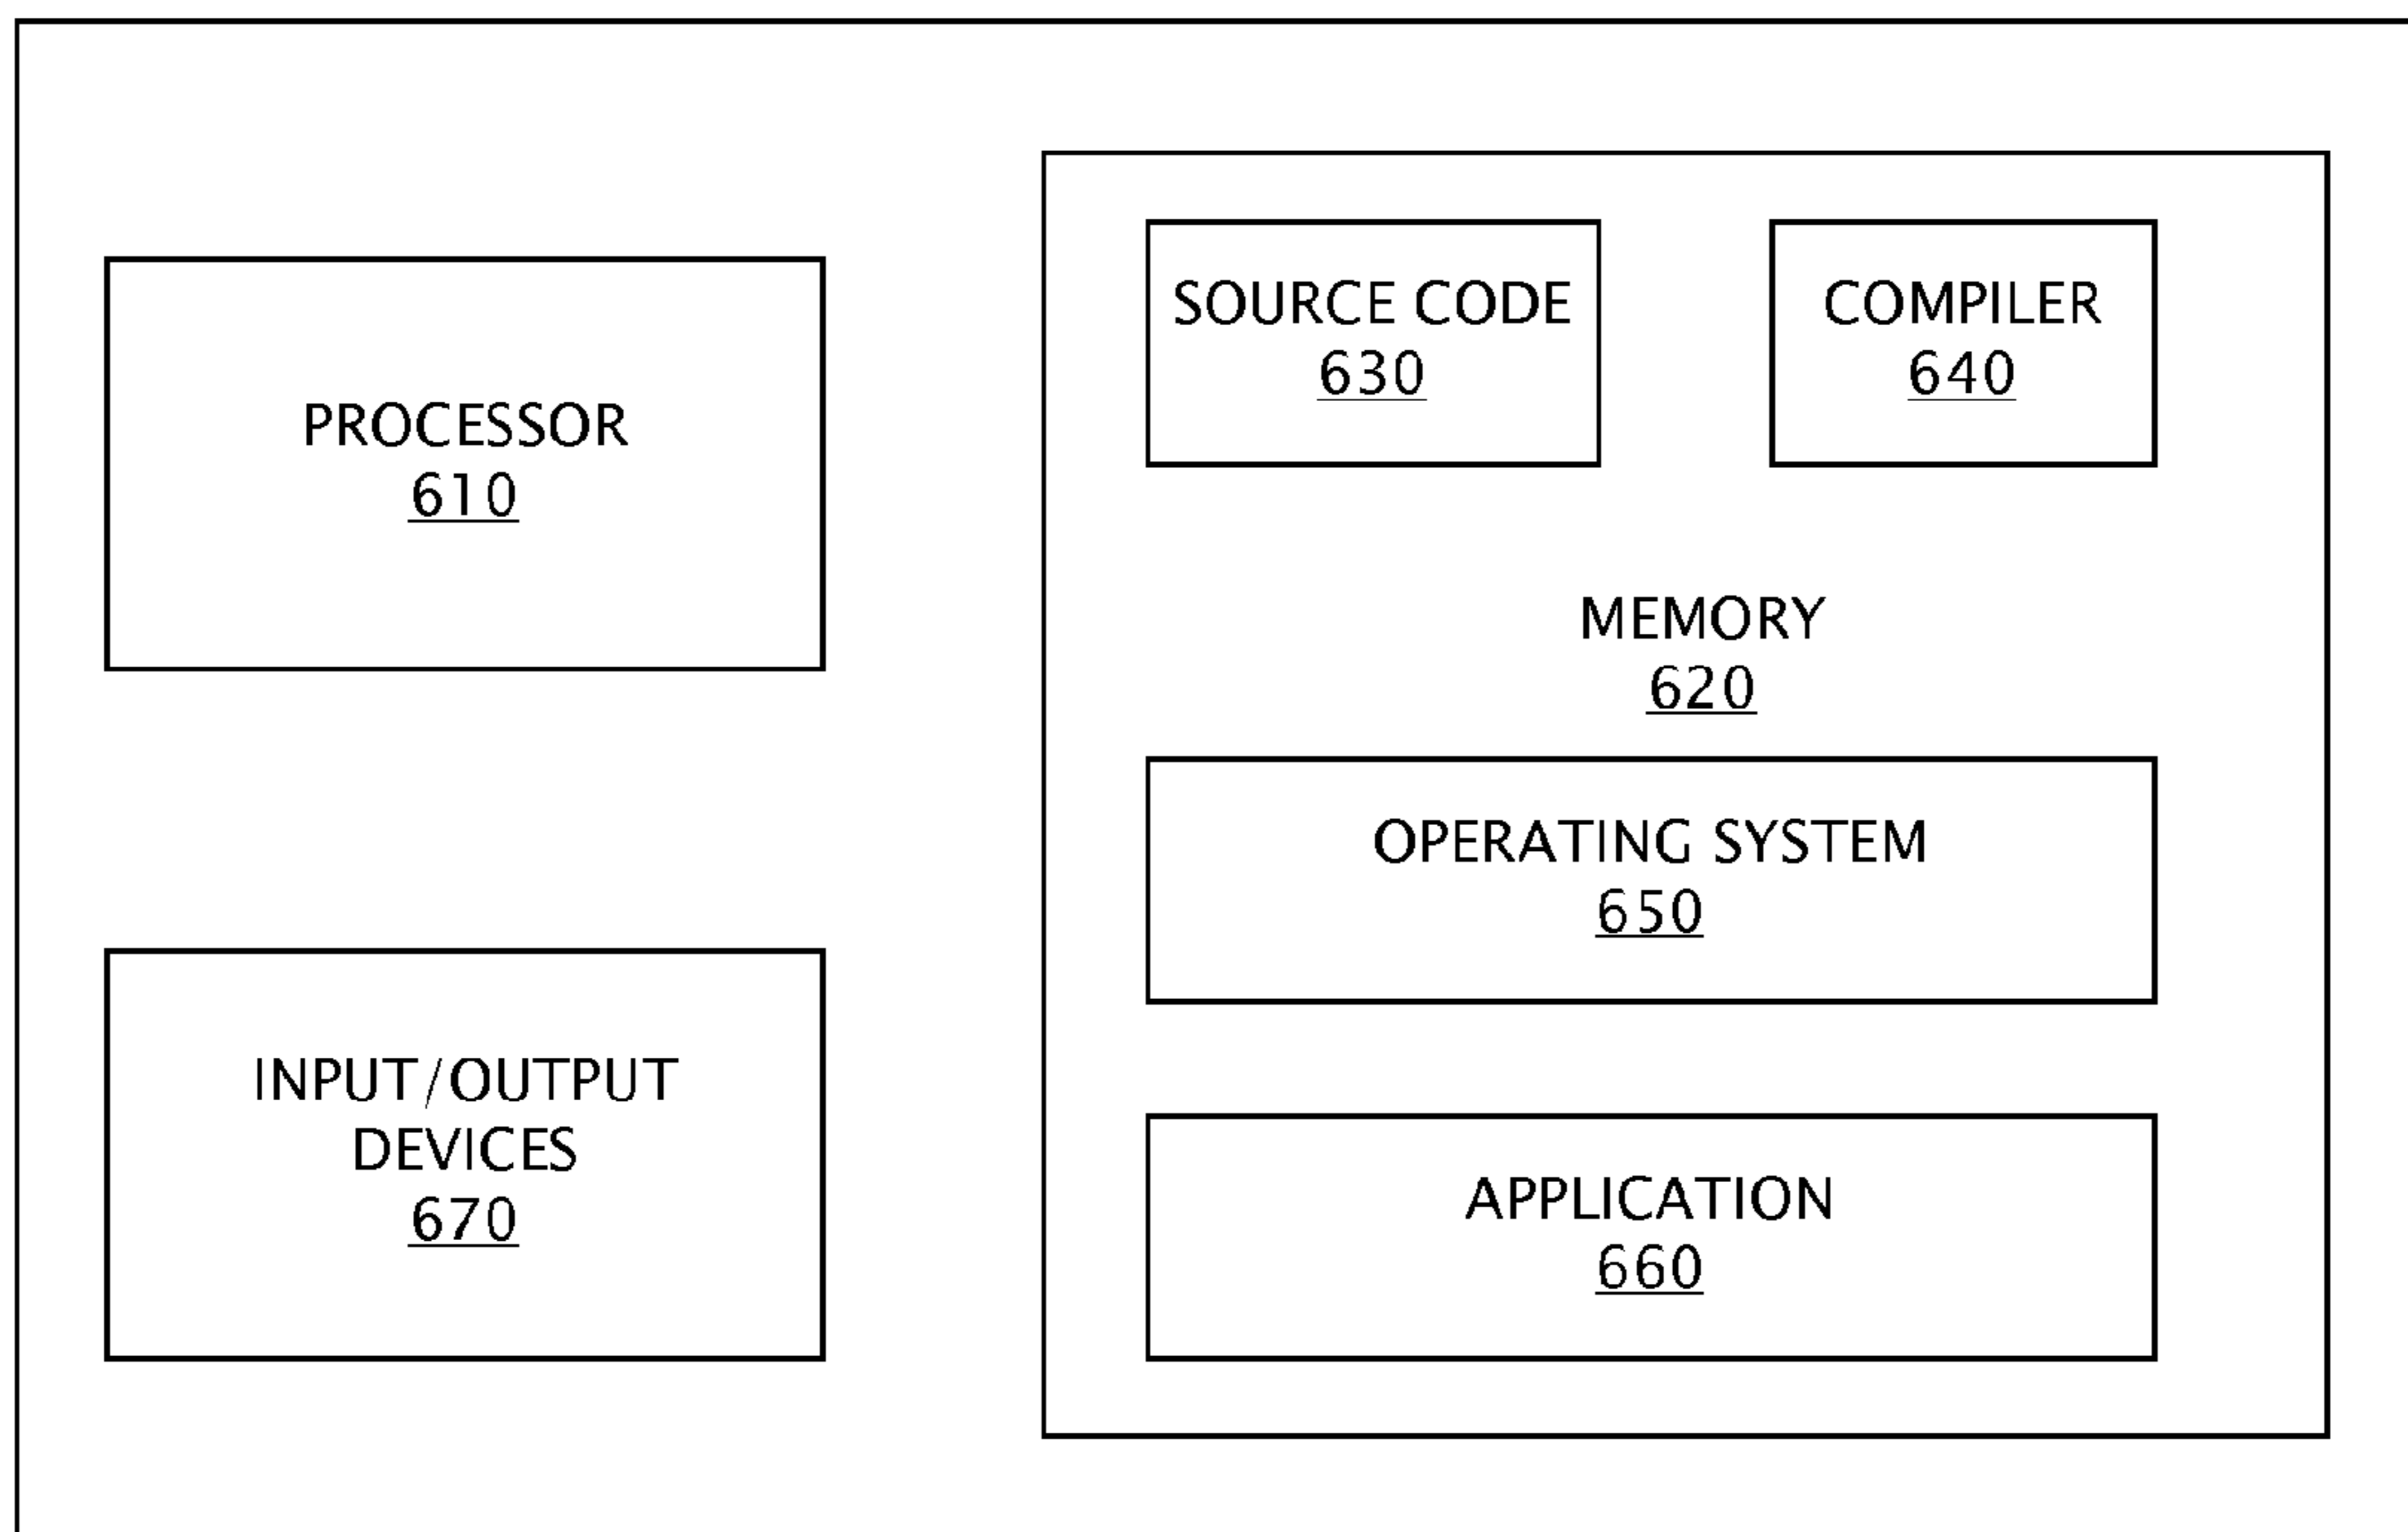 PROCESSOR
610
INPUT/OUTPUT
DEVICES
670
SOURCE CODE
630
COMPILER
640
MEMORY
620
OPERATING SYSTEM
650
APPLICATION
660